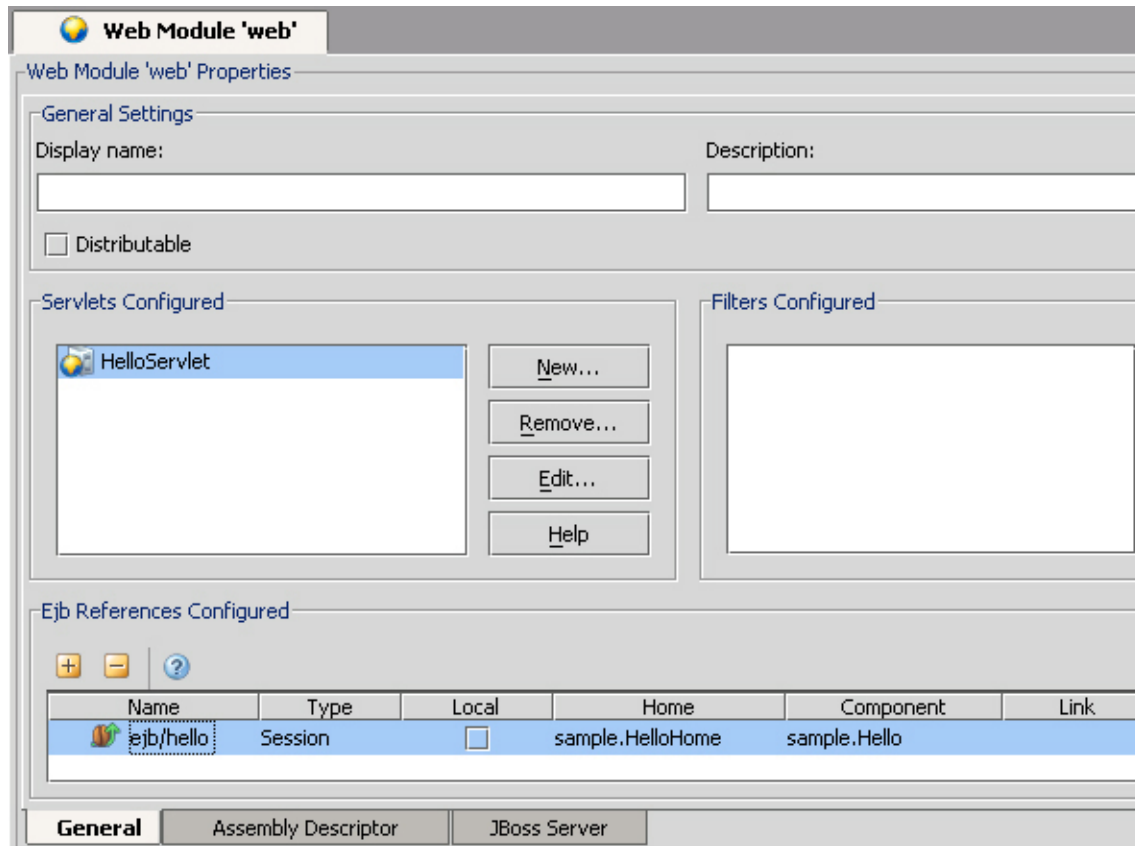 Web Module 'web'
Web Module 'web' Properties
General Settings
Display name:
Description:
Distributable
Servlets Configured
HelloServlet
New...
Remove...
Edit...
Help
Filters Configured
Ejb References Configured
Name Type Local Home Component Link
ejb/hello Session sample.HelloHome sample.Hello
General Assembly Descriptor JBoss Server